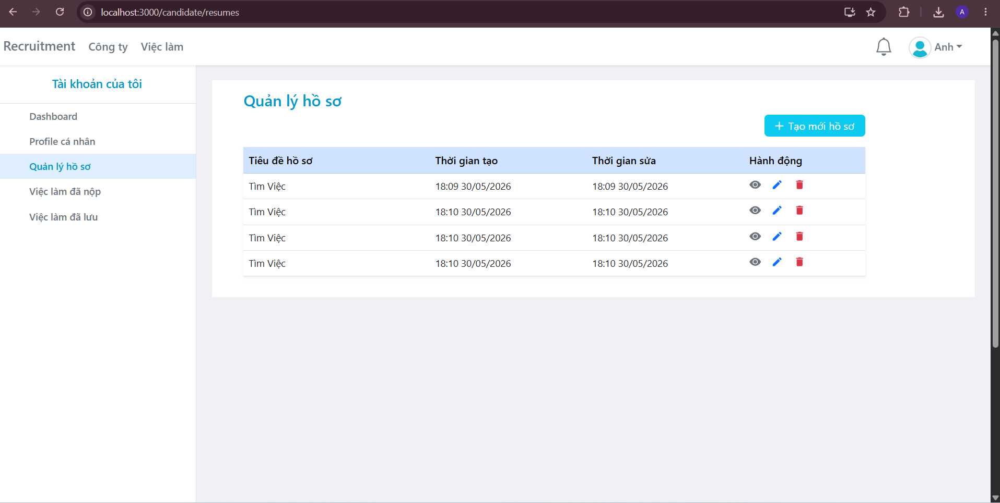 localhost:3000/candidate/resumes
A
Recruitment Công ty Việc làm
Anh
Tài khoản của tôi
Dashboard
Profile cá nhân
Quản lý hồ sơ
Việc làm đã nộp
Việc làm đã lưu
Quản lý hồ sơ
+ Tạo mới hồ sơ
Tiêu đề hồ sơ Thời gian tạo Thời gian sửa Hành động
Tìm Việc 18:09 30/05/2026 18:09 30/05/2026
Tìm Việc 18:10 30/05/2026 18:10 30/05/2026
Tìm Việc 18:10 30/05/2026 18:10 30/05/2026
Tìm Việc 18:10 30/05/2026 18:10 30/05/2026